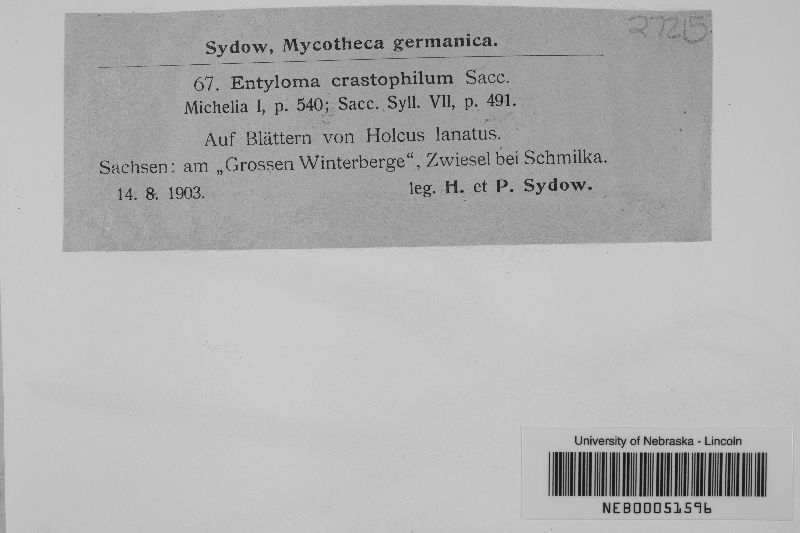 27215
Sydow, Mycotheca germanica.
67. Entyloma crastophilum Sacc.
Michelia I, p. 540; Sacc. Syll. VII, p. 491.
Auf Blättern von Holcus lanatus.
Sachsen: am „Grossen Winterberge“, Zwiesel bei Schmilka.
14. 8. 1903. leg. H. et P. Sydow.
University of Nebraska - Lincoln
NEB00051596